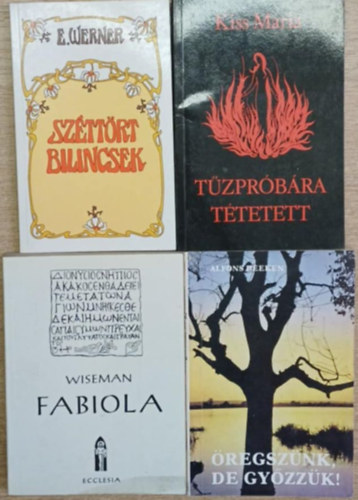 E. WERNER
SZÉTTÖRT
BILINCSEK
Kiss Mária
TŰZPRÓBÁRA
TÉTETETT
WISEMAN
FABIOLA
ECCLESIA
ALFONS DEEKEN
ÖREGSZÜNK,
DE GYŐZZÜK!